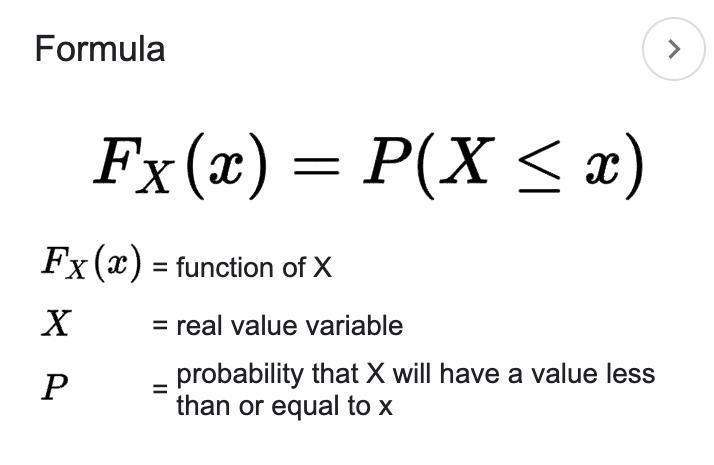 Formula
F_X(x) = P(X ≤ x)
F_X(x) = function of X
X = real value variable
P = probability that X will have a value less
than or equal to x